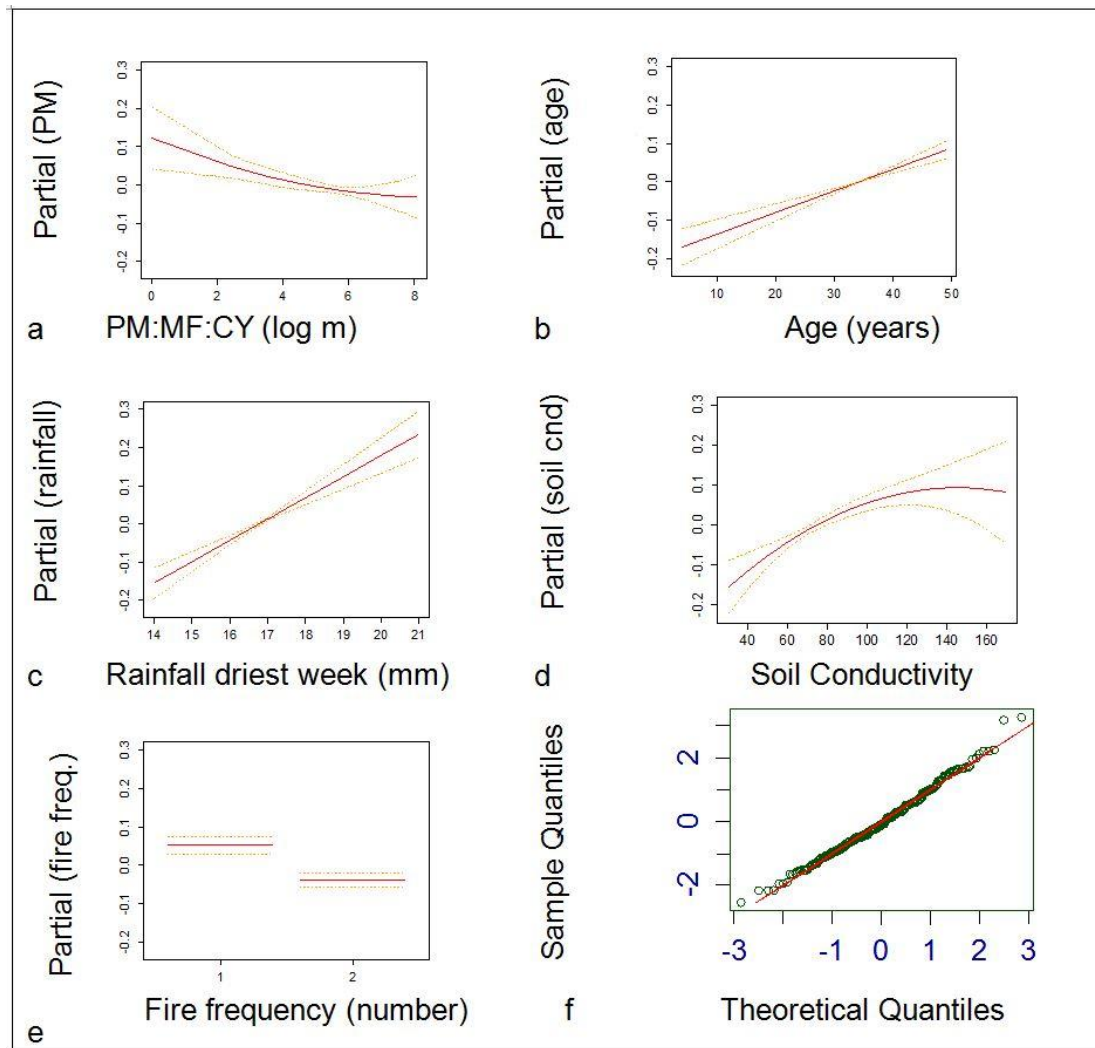 Partial (PM)
0.3
0.2
0.1
0.0
-0.1
-0.2
0 2 4 6 8
a PM:MF:CY (log m)
Partial (age)
0.3
0.2
0.1
0.0
-0.1
-0.2
10 20 30 40 50
b Age (years)
Partial (rainfall)
0.3
0.2
0.1
0.0
-0.1
-0.2
14 15 16 17 18 19 20 21
c Rainfall driest week (mm)
Partial (soil cnd)
0.3
0.2
0.1
0.0
-0.1
-0.2
40 60 80 100 120 140 160
d Soil Conductivity
Partial (fire freq.)
0.3
0.2
0.1
0.0
-0.1
-0.2
1 2
e Fire frequency (number)
Sample Quantiles
2
0
-2
-3 -1 0 1 2 3
f Theoretical Quantiles